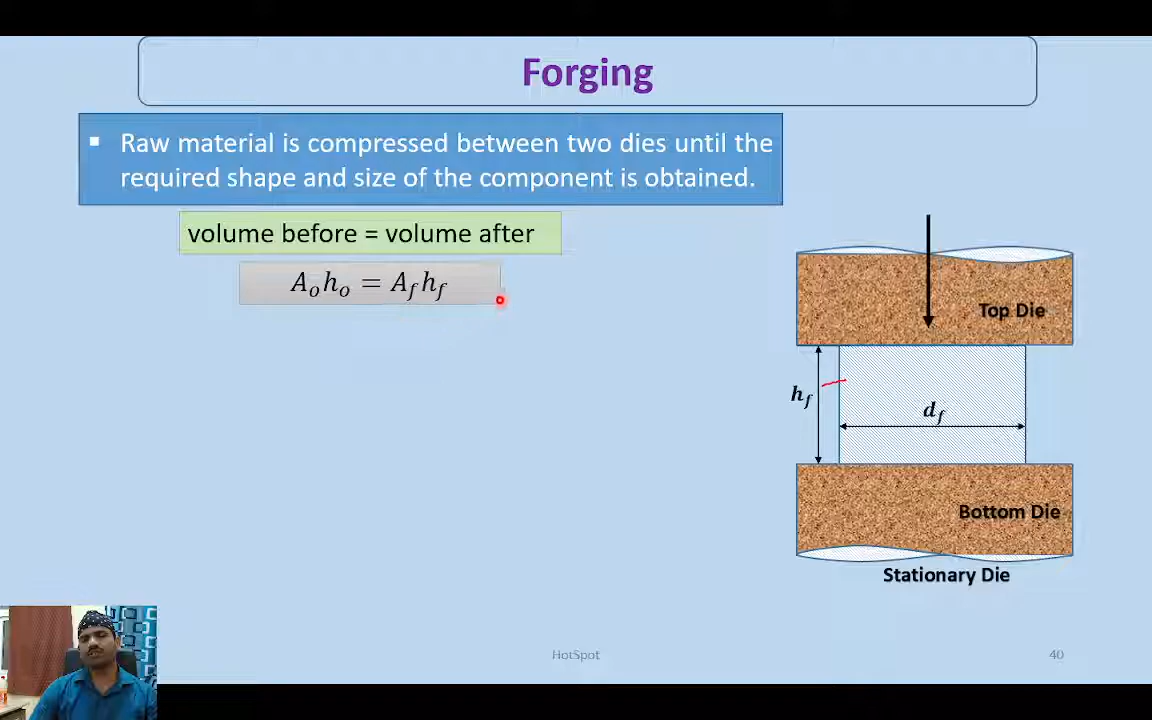 Forging
▪ Raw material is compressed between two dies until the
required shape and size of the component is obtained.
volume before = volume after
Aₒhₒ = A_f h_f
Top Die
h_f
d_f
Bottom Die
Stationary Die
HotSpot
40